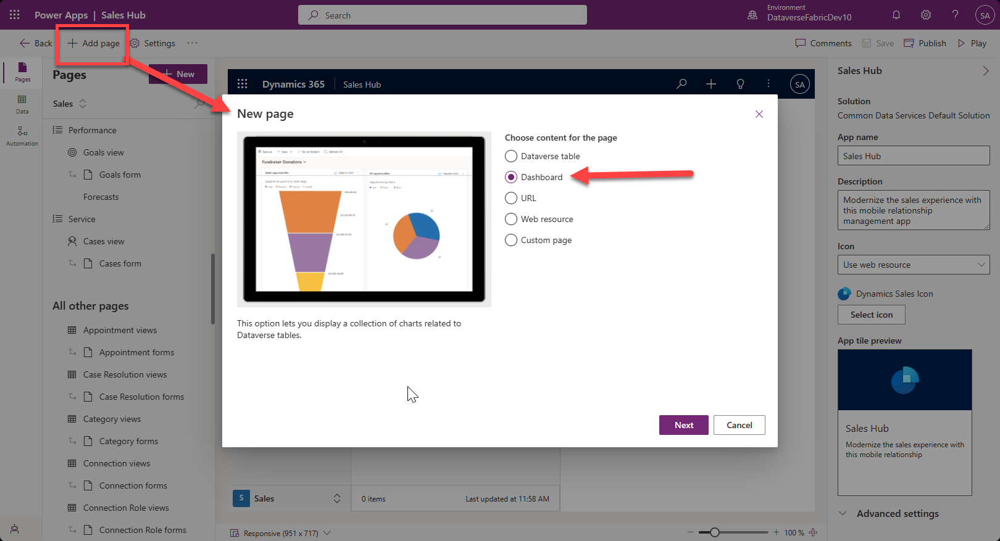 Power Apps | Sales Hub
Search
Environment
DataverseFabricDev10
SA
Back
Add page
Settings
Comments
Save
Publish
Play
Pages
Data
Automation
Pages
New
Sales
Performance
Goals view
Goals form
Forecasts
Service
Cases view
Cases form
All other pages
Appointment views
Appointment forms
Case Resolution views
Case Resolution forms
Category views
Category forms
Connection views
Connection forms
Connection Role views
Connection Role forms
Dynamics 365
Sales Hub
SA
New page
Fundraiser Donations
Open opportunities
Expand chart
All opportunities
Expand chart
This option lets you display a collection of charts related to
Dataverse tables.
Choose content for the page
Dataverse table
Dashboard
URL
Web resource
Custom page
Next
Cancel
S
Sales
0 items
Last updated at 11:58 AM
Responsive (951 x 717)
100 %
Sales Hub
Solution
Common Data Services Default Solution
App name
Sales Hub
Description
Modernize the sales experience with
this mobile relationship
management app
Icon
Use web resource
Dynamics Sales Icon
Select icon
App tile preview
Sales Hub
Modernize the sales experience with
this mobile relationship
Advanced settings